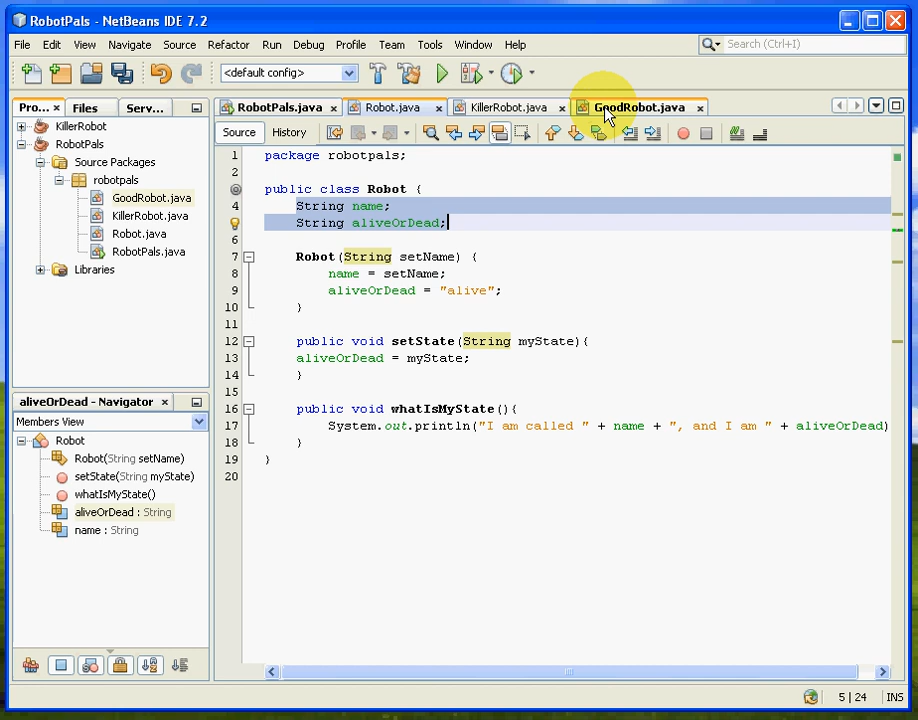 RobotPals - NetBeans IDE 7.2
File Edit View Navigate Source Refactor Run Debug Profile Team Tools Window Help
Search (Ctrl+I)
<default config>
Pro... Files Serv...
RobotPals.java Robot.java KillerRobot.java GoodRobot.java
KillerRobot
RobotPals
Source Packages
robotpals
GoodRobot.java
KillerRobot.java
Robot.java
RobotPals.java
Libraries
Source History
1 package robotpals;
2
3 public class Robot {
4 String name;
5 String aliveOrDead;
6
7 Robot(String setName) {
8 name = setName;
9 aliveOrDead = "alive";
10 }
11
12 public void setState(String myState){
13 aliveOrDead = myState;
14 }
15
16 public void whatIsMyState(){
17 System.out.println("I am called " + name + ", and I am " + aliveOrDead)
18 }
19 }
20
aliveOrDead - Navigator
Members View
Robot
Robot(String setName)
setState(String myState)
whatIsMyState()
aliveOrDead : String
name : String
5 | 24 INS